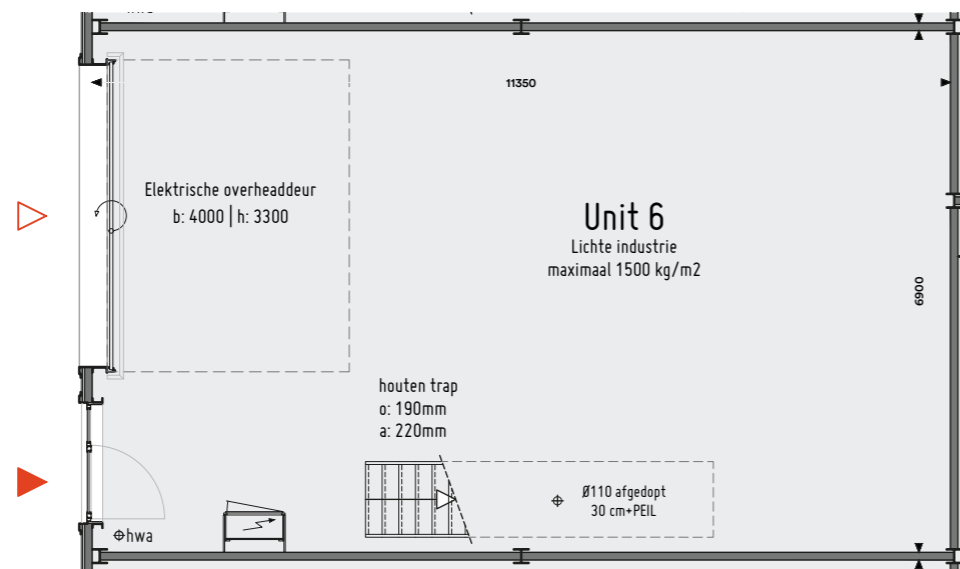 11350
Elektrische overheaddeur
b: 4000 | h: 3300
Unit 6
Lichte industrie
maximaal 1500 kg/m2
6900
houten trap
o: 190mm
a: 220mm
Ø110 afgedopt
30 cm+PEIL
hwa